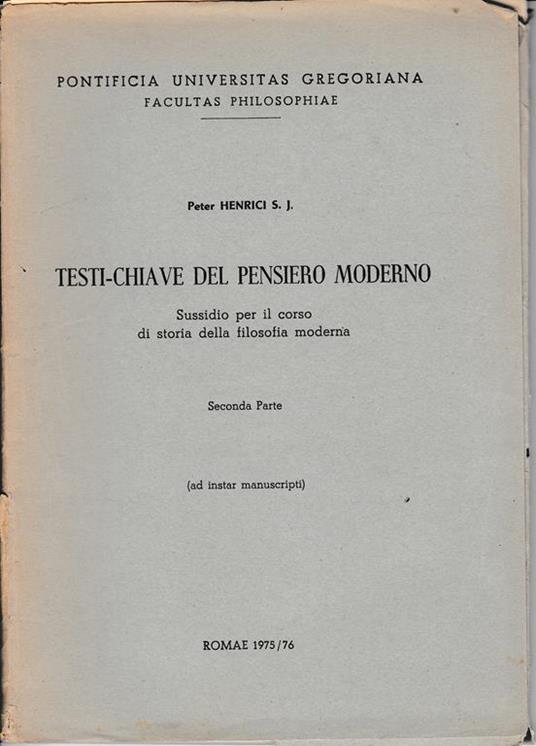 PONTIFICIA UNIVERSITAS GREGORIANA
FACULTAS PHILOSOPHIAE
Peter HENRICI S. J.
TESTI-CHIAVE DEL PENSIERO MODERNO
Sussidio per il corso
di storia della filosofia moderna
Seconda Parte
(ad instar manuscripti)
ROMAE 1975/76